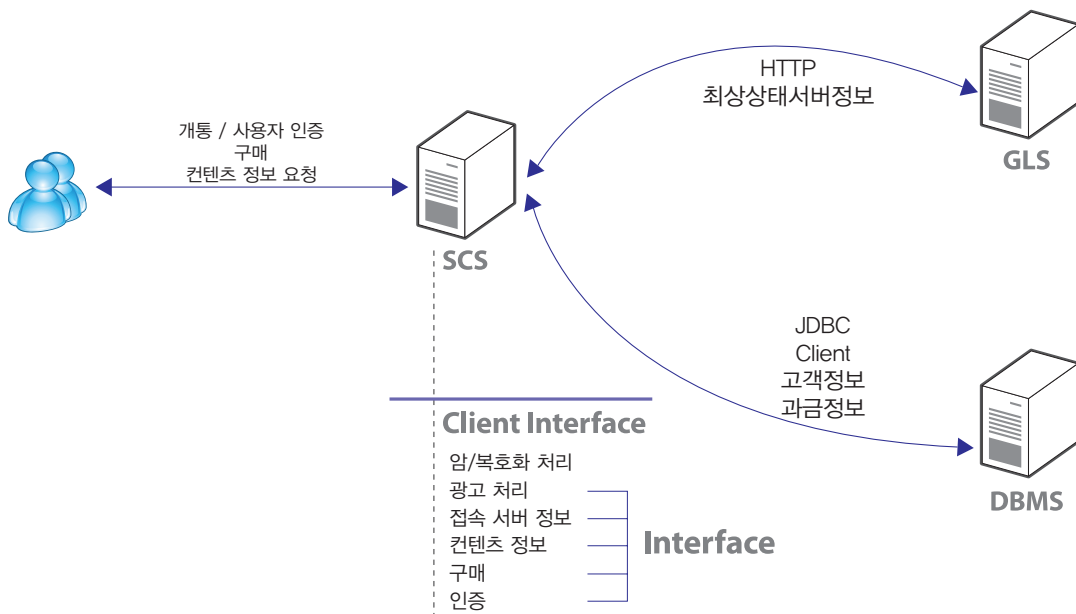 HTTP
최상상태서버정보
GLS
개통 / 사용자 인증
구매
컨텐츠 정보 요청
SCS
JDBC
Client
고객정보
과금정보
DBMS
Client Interface
암/복호화 처리
광고 처리
접속 서버 정보
컨텐츠 정보
구매
인증
Interface